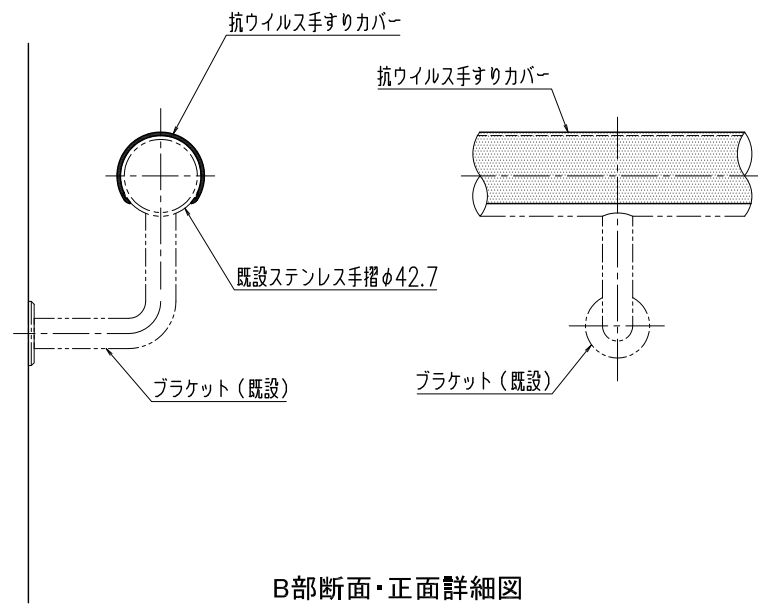 抗ウイルス手すりカバー
抗ウイルス手すりカバー
既設ステンレス手摺φ42.7
ブラケット(既設)
ブラケット(既設)
B部断面・正面詳細図